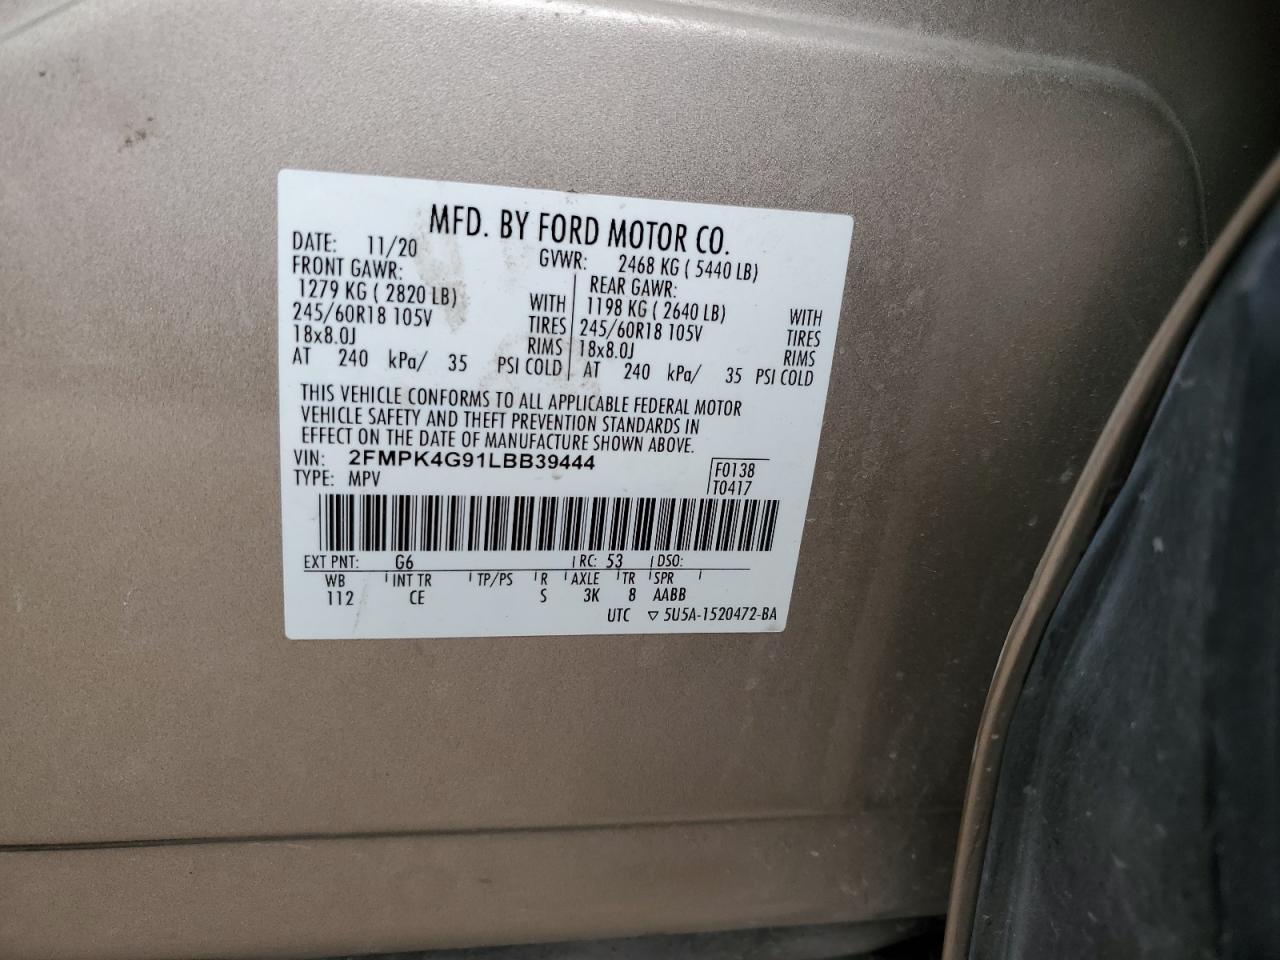 MFD. BY FORD MOTOR CO.
DATE: 11/20 GVWR: 2468 KG ( 5440 LB)
FRONT GAWR: REAR GAWR:
1279 KG ( 2820 LB) WITH 1198 KG ( 2640 LB) WITH
245/60R18 105V TIRES 245/60R18 105V TIRES
18x8.0J RIMS 18x8.0J RIMS
AT 240 kPa/ 35 PSI COLD AT 240 kPa/ 35 PSI COLD
THIS VEHICLE CONFORMS TO ALL APPLICABLE FEDERAL MOTOR
VEHICLE SAFETY AND THEFT PREVENTION STANDARDS IN
EFFECT ON THE DATE OF MANUFACTURE SHOWN ABOVE.
VIN: 2FMPK4G91LBB39444 F0138
TYPE: MPV T0417
EXT PNT: G6 RC: 53 DSO:
WB INT TR TP/PS R AXLE TR SPR
112 CE S 3K 8 AABB
UTC ▽ 5U5A-1520472-BA